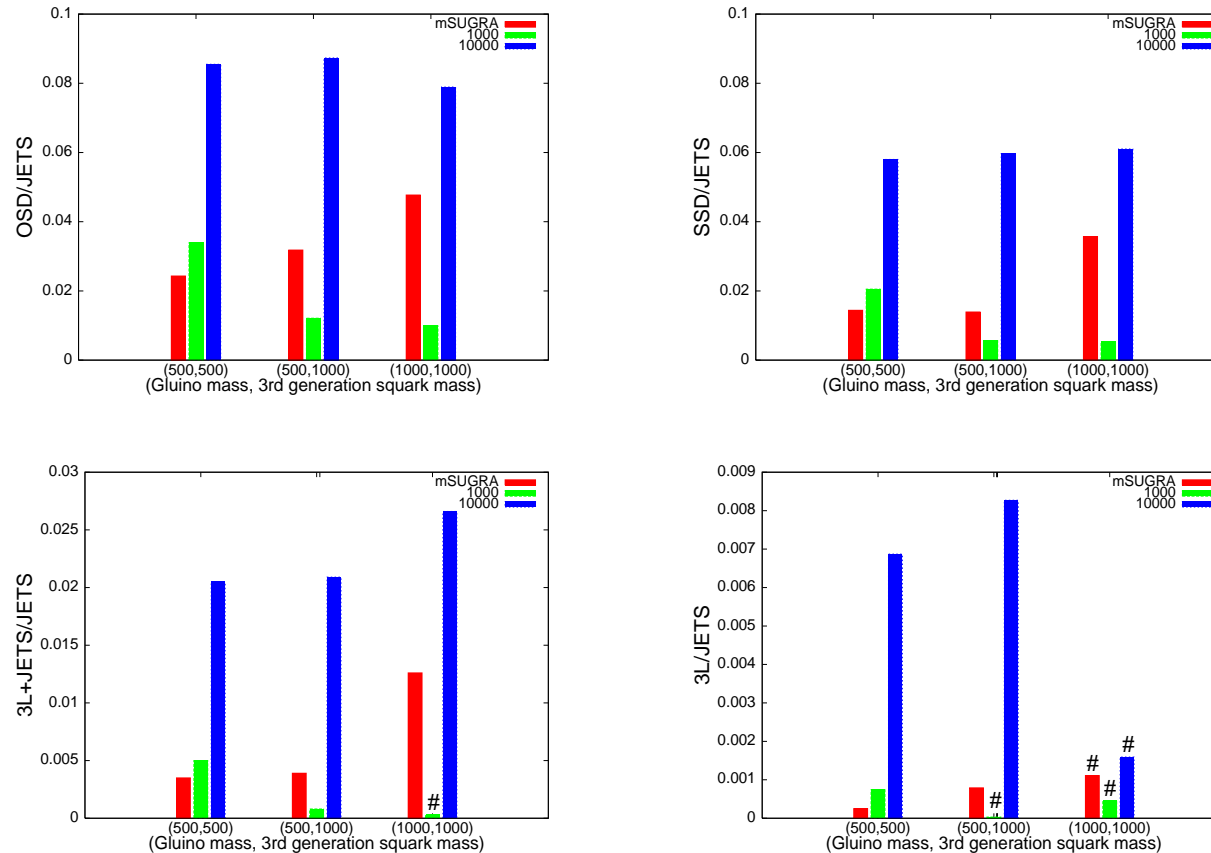 0.1
0.08
0.06
0.04
0.02
0
OSD/JETS
mSUGRA
1000
10000
(500,500) (500,1000) (1000,1000)
(Gluino mass, 3rd generation squark mass)
0.1
0.08
0.06
0.04
0.02
0
SSD/JETS
mSUGRA
1000
10000
(500,500) (500,1000) (1000,1000)
(Gluino mass, 3rd generation squark mass)
0.03
0.025
0.02
0.015
0.01
0.005
0
3L+JETS/JETS
mSUGRA
1000
10000
#
(500,500) (500,1000) (1000,1000)
(Gluino mass, 3rd generation squark mass)
0.009
0.008
0.007
0.006
0.005
0.004
0.003
0.002
0.001
0
3L/JETS
mSUGRA
1000
10000
# # # #
(500,500) (500,1000) (1000,1000)
(Gluino mass, 3rd generation squark mass)